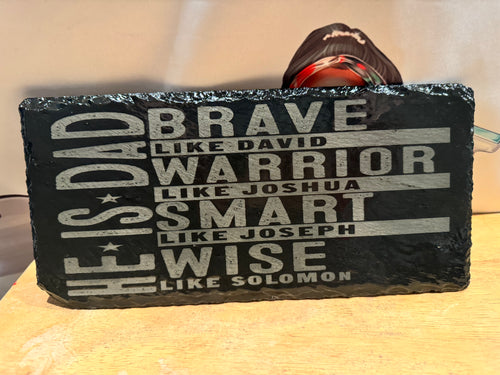 HE ★ IS ★ DAD
BRAVE
LIKE DAVID
WARRIOR
LIKE JOSHUA
SMART
LIKE JOSEPH
WISE
LIKE SOLOMON